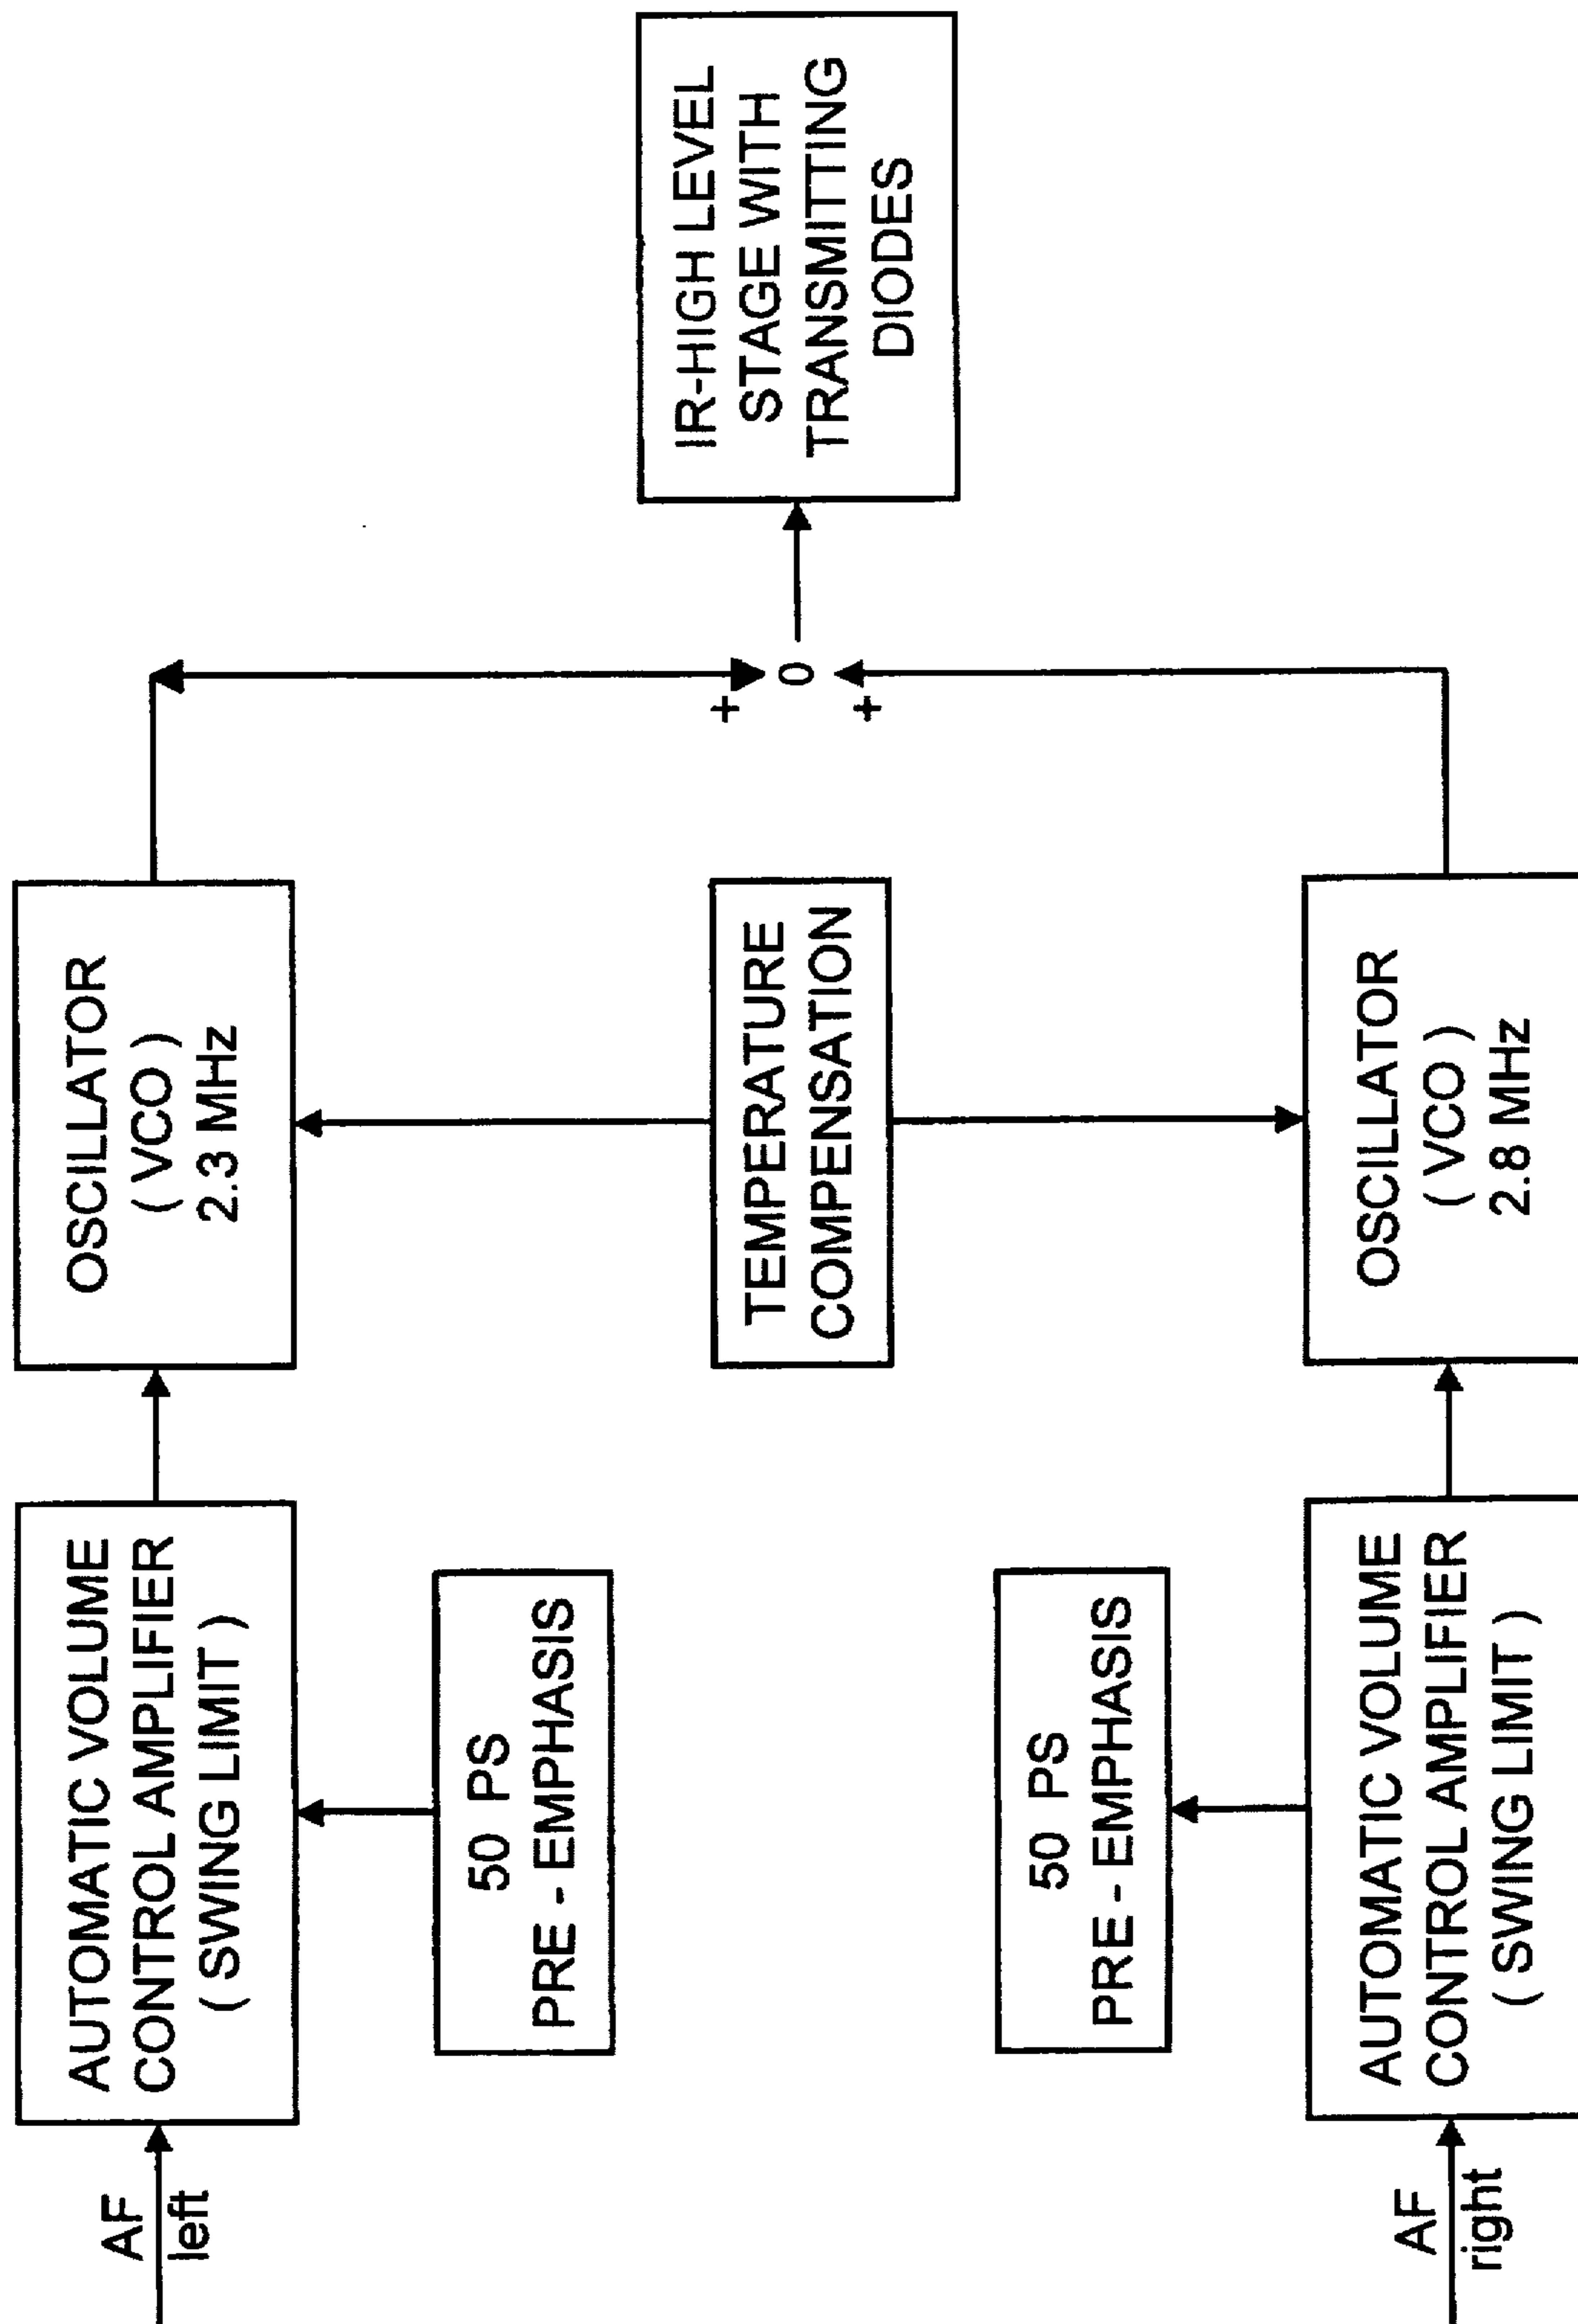 AF
left
AUTOMATIC VOLUME
CONTROL AMPLIFIER
( SWING LIMIT )
OSCILLATOR
( VCO )
2.3 MHz
50 PS
PRE - EMPHASIS
TEMPERATURE
COMPENSATION
+
0
+
IR-HIGH LEVEL
STAGE WITH
TRANSMITTING
DIODES
50 PS
PRE - EMPHASIS
AF
right
AUTOMATIC VOLUME
CONTROL AMPLIFIER
( SWING LIMIT )
OSCILLATOR
( VCO )
2.8 MHz